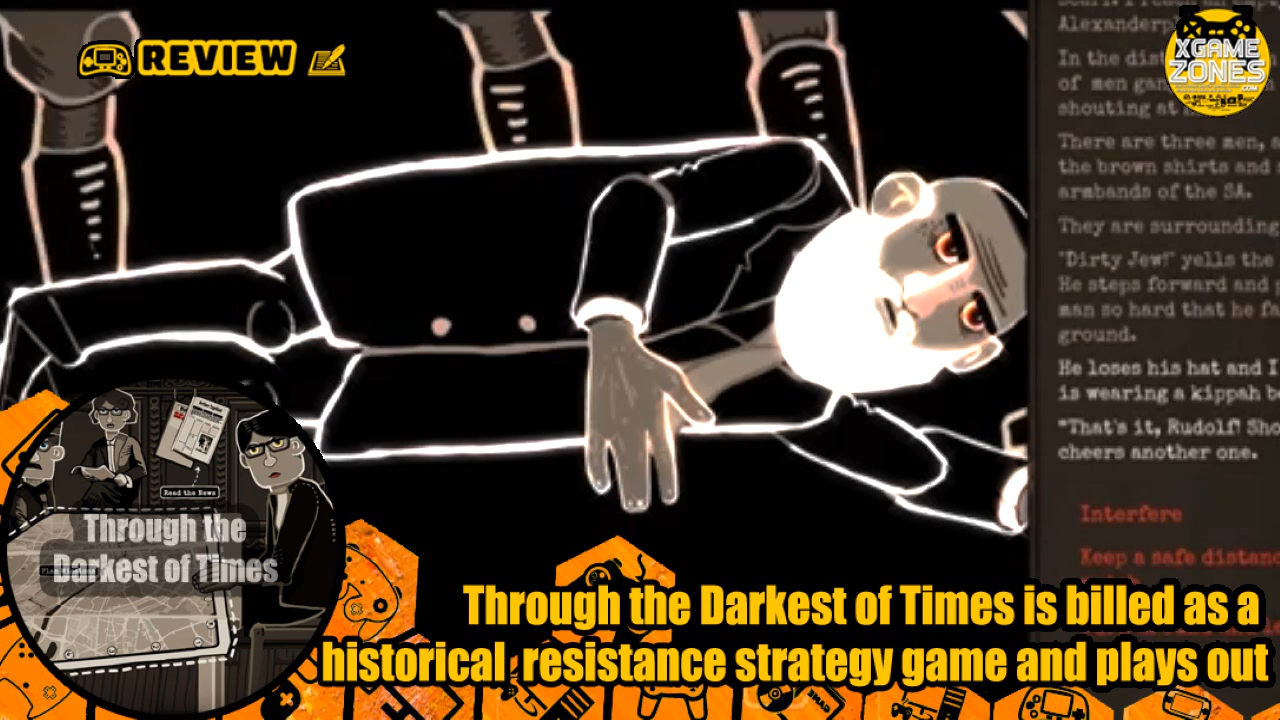 REVIEW
XGAME
ZONES
.COM
Alexanderpl
In the dist
of men gan
shouting at
There are three men,
the brown shirts and
armbands of the SA.
They are surrounding
"Dirty Jew!" yells the
He steps forward and
man so hard that he fa
ground.
He loses his hat and I
is wearing a kippah b
"That's it, Rudolf! Sho
cheers another one.
Interfere
Keep a safe distanc
Read the News
Through the
Darkest of Times
Through the Darkest of Times is billed as a
historical resistance strategy game and plays out